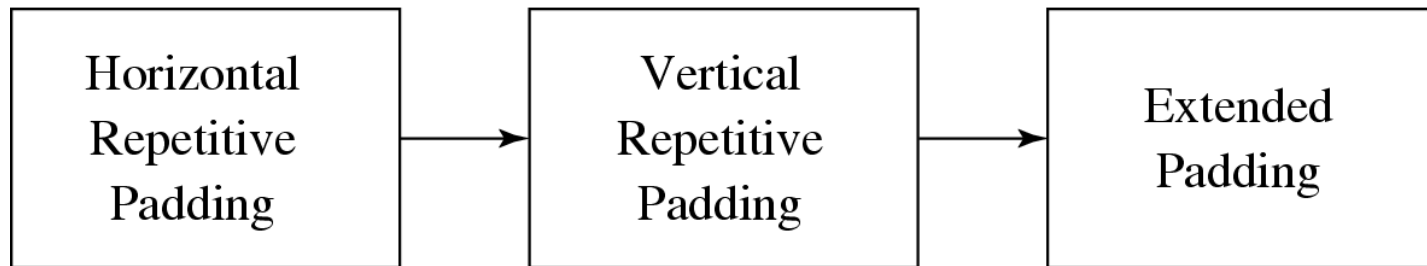 Horizontal
Repetitive
Padding
Vertical
Repetitive
Padding
Extended
Padding